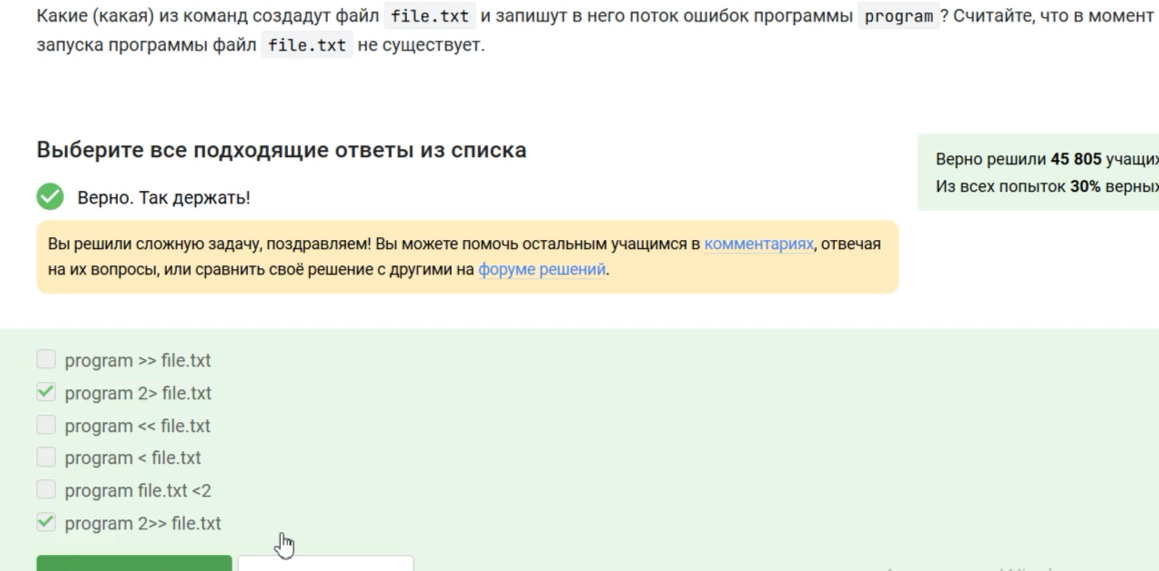 Какие (какая) из команд создадут файл file.txt и запишут в него поток ошибок программы program? Считайте, что в момент
запуска программы файл file.txt не существует.
Выберите все подходящие ответы из списка
Верно. Так держать!
Вы решили сложную задачу, поздравляем! Вы можете помочь остальным учащимся в комментариях, отвечая
на их вопросы, или сравнить своё решение с другими на форуме решений.
Верно решили 45 805
Из всех попыток 30%
program >> file.txt
program 2> file.txt
program << file.txt
program < file.txt
program file.txt <2
program 2>> file.txt